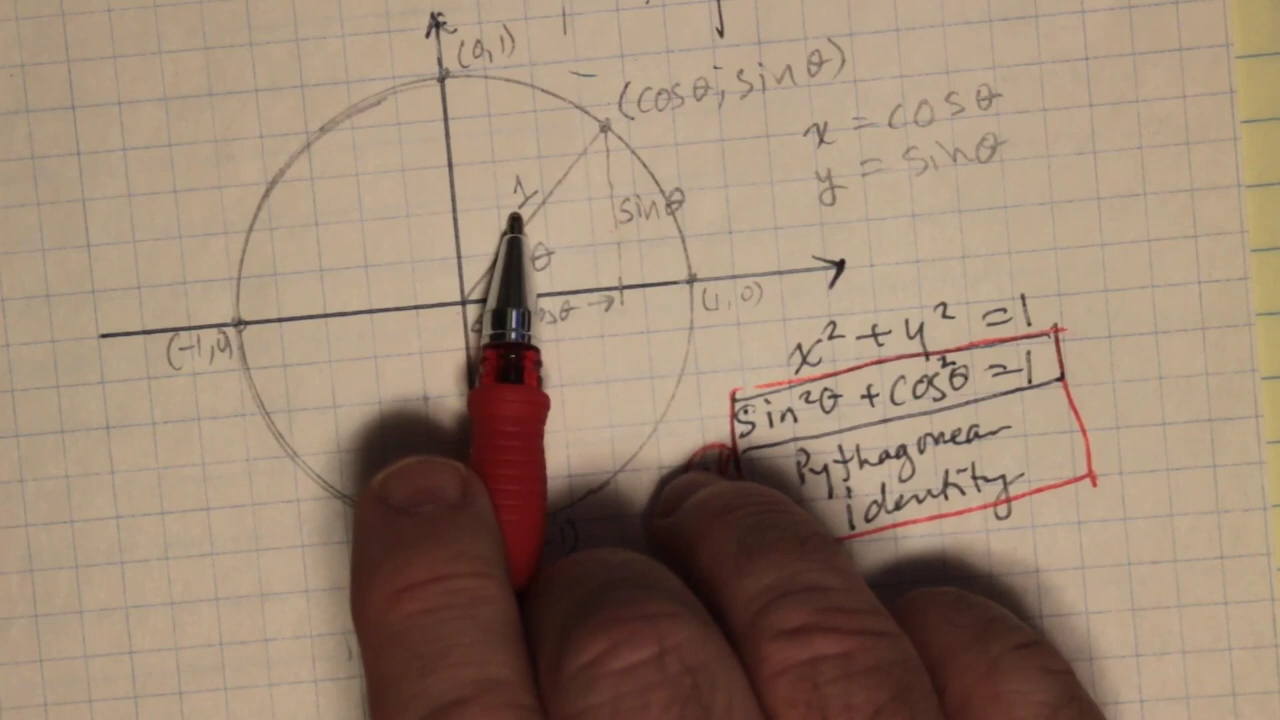 (0,1)
(cosθ, sinθ)
x = cosθ
y = sinθ
1
sinθ
θ
(1,0)
(-1,0)
x² + y² = 1
sin²θ + cos²θ = 1
Pythagorean
identity